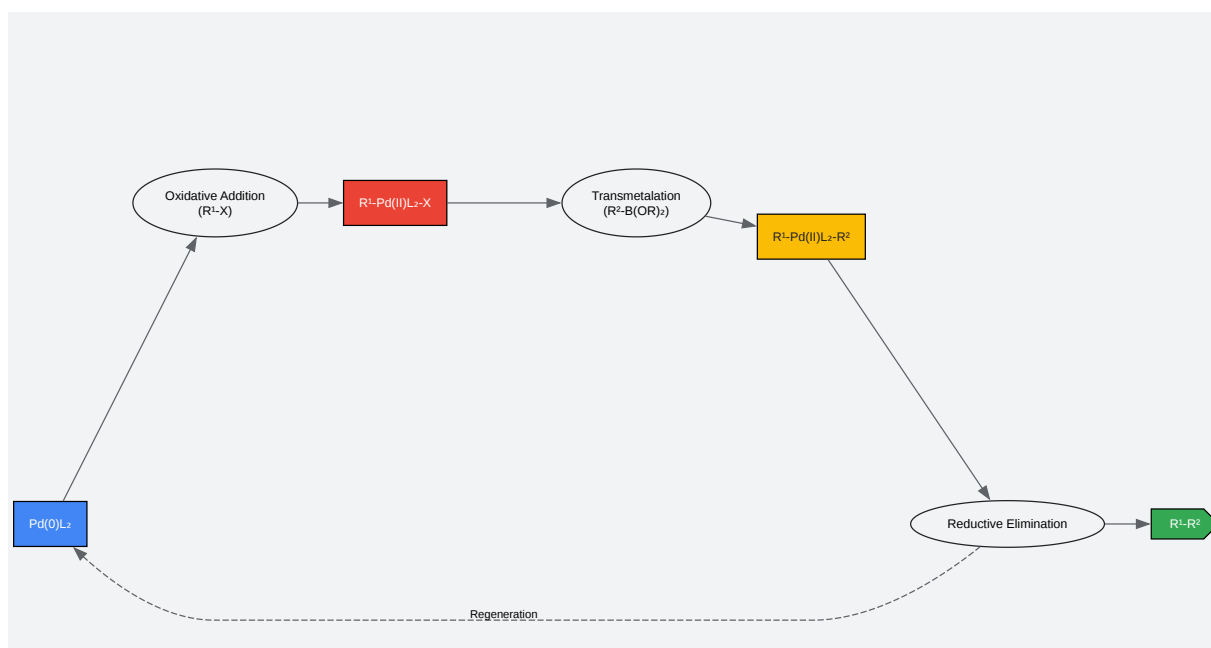 Oxidative Addition
(R¹-X)
R¹-Pd(II)L₂-X
Transmetalation
(R²-B(OR)₂)
R¹-Pd(II)L₂-R²
Pd(0)L₂
Reductive Elimination
R¹-R²
Regeneration